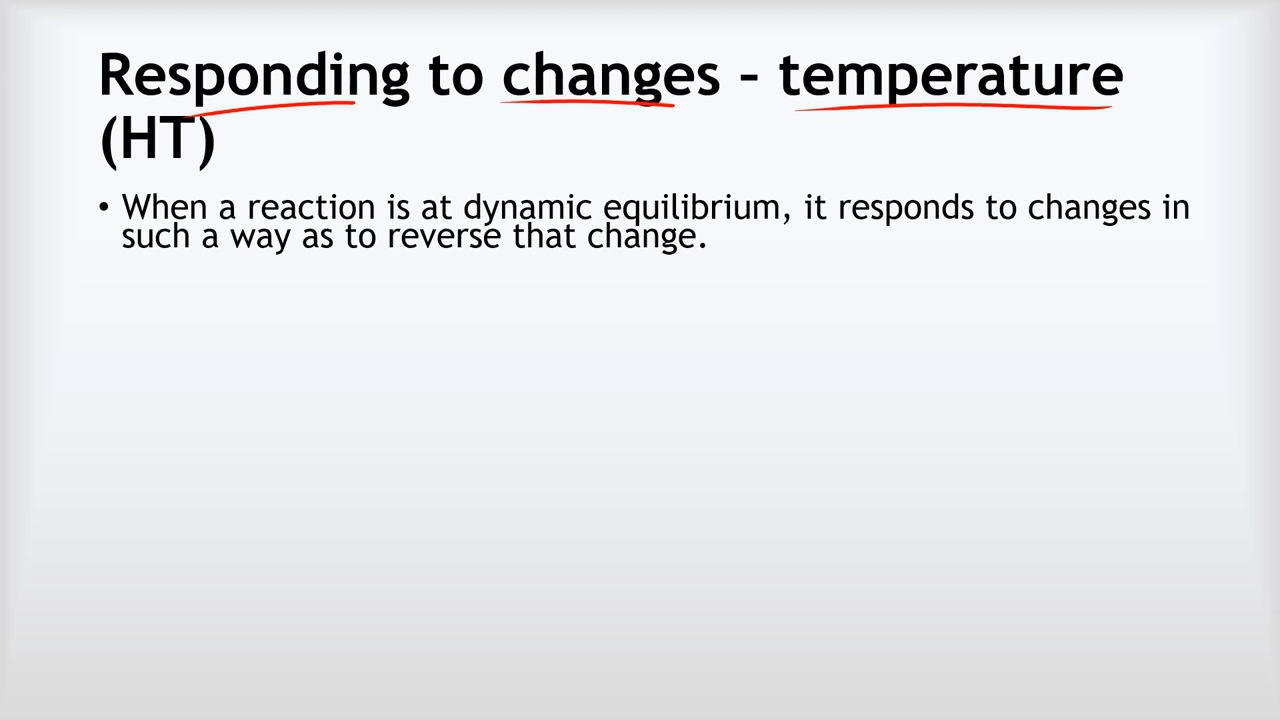 Responding to changes – temperature
(HT)
• When a reaction is at dynamic equilibrium, it responds to changes in
such a way as to reverse that change.